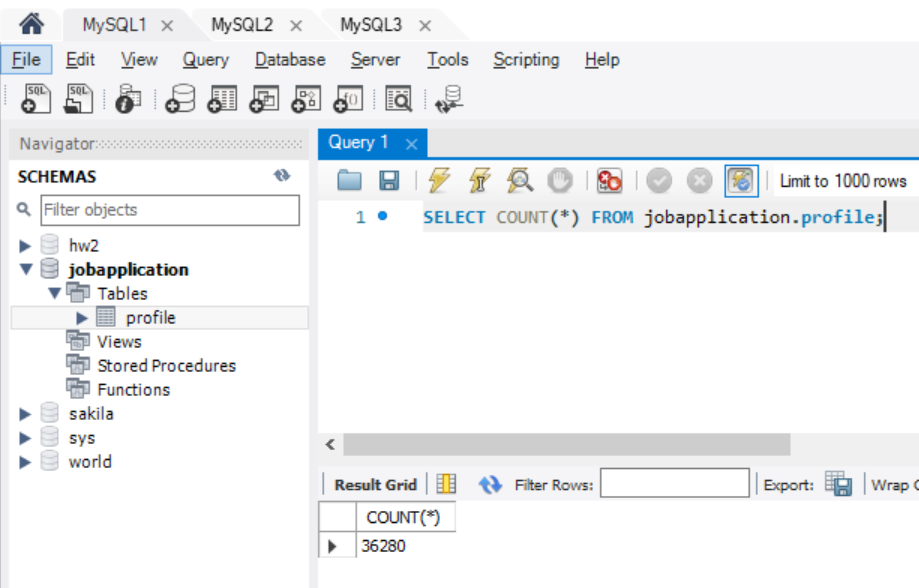 MySQL1 × MySQL2 × MySQL3 ×
File Edit View Query Database Server Tools Scripting Help
Navigator
SCHEMAS
Filter objects
hw2
jobapplication
Tables
profile
Views
Stored Procedures
Functions
sakila
sys
world
Query 1 ×
Limit to 1000 rows
1 SELECT COUNT(*) FROM jobapplication.profile;
Result Grid Filter Rows: Export: Wrap C
COUNT(*)
36280